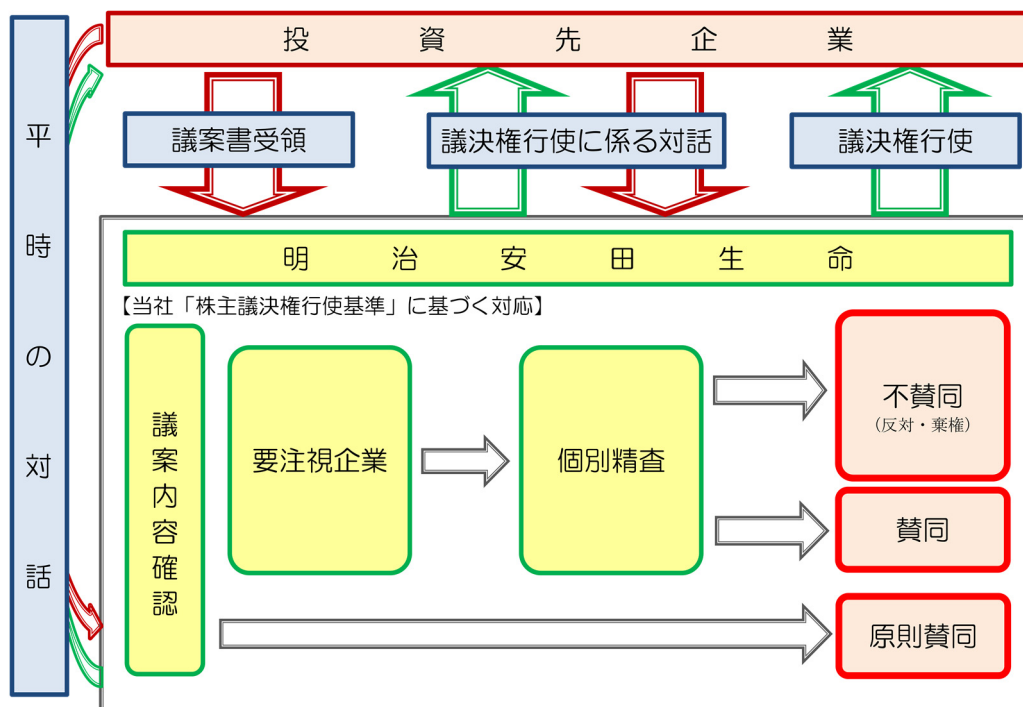 平時の対話
投資先企業
議案書受領
議決権行使に係る対話
議決権行使
明治安田生命
【当社「株主議決権行使基準」に基づく対応】
議案内容確認
要注視企業
個別精査
不賛同
(反対・棄権)
賛同
原則賛同